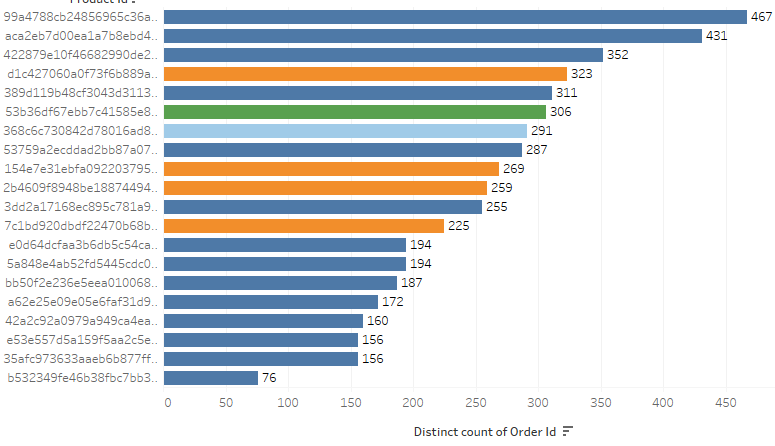 Product Id
99a4788cb24856965c36a.. 467
aca2eb7d00ea1a7b8ebd4.. 431
422879e10f46682990de2.. 352
d1c427060a0f73f6b889a.. 323
389d119b48cf3043d3113.. 311
53b36df67ebb7c41585e8.. 306
368c6c730842d78016ad8.. 291
53759a2ecddad2bb87a07.. 287
154e7e31ebfa092203795.. 269
2b4609f8948be18874494.. 259
3dd2a17168ec895c781a9.. 255
7c1bd920dbdf22470b68b.. 225
e0d64dcfaa3b6db5c54ca.. 194
5a848e4ab52fd5445cdc0.. 194
bb50f2e236e5eea010068.. 187
a62e25e09e05e6faf31d9.. 172
42a2c92a0979a949ca4ea.. 160
e53e557d5a159f5aa2c5e.. 156
35afc973633aaeb6b877ff.. 156
b532349fe46b38fbc7bb3.. 76
0 50 100 150 200 250 300 350 400 450
Distinct count of Order Id